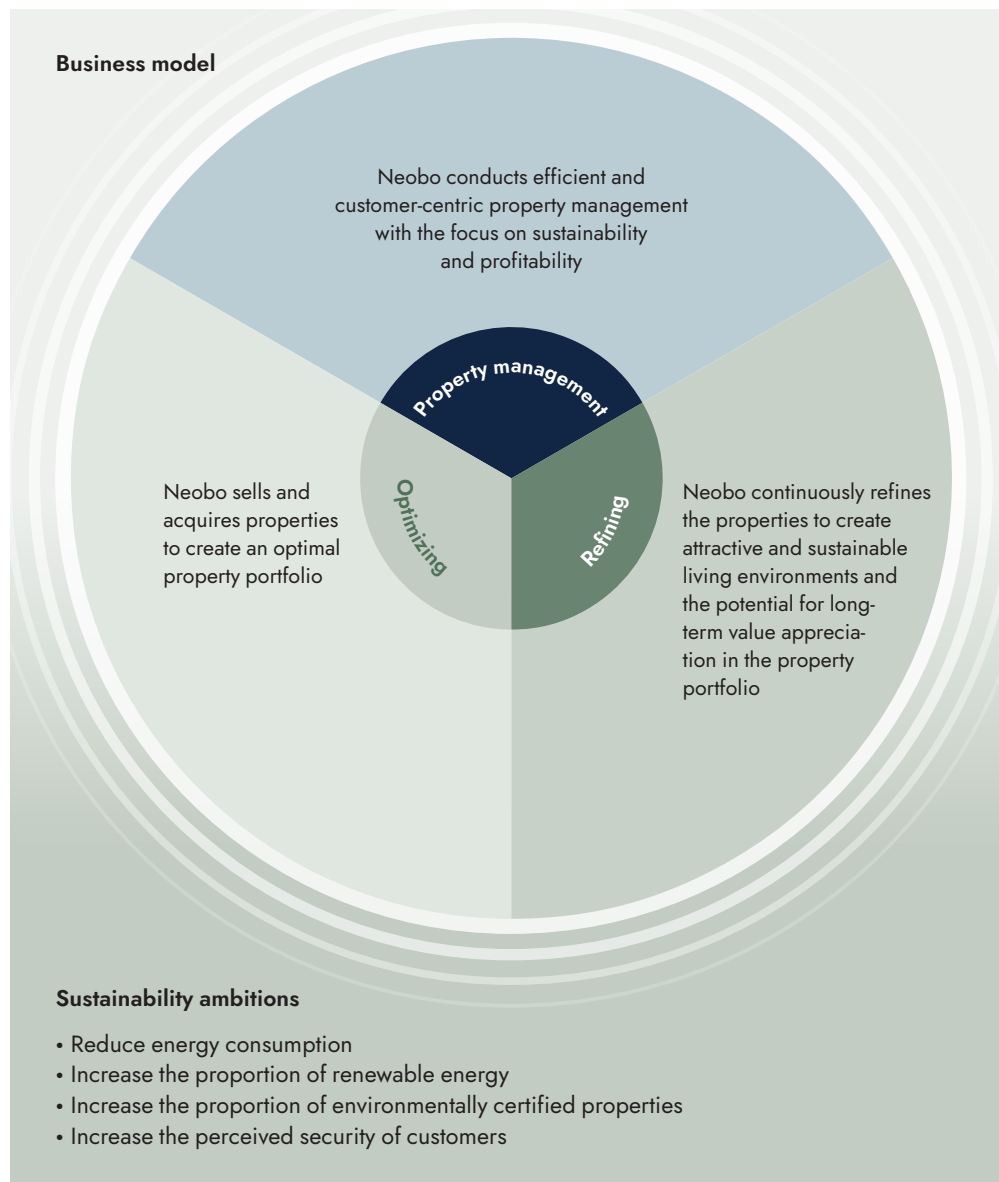 Business model
Neobo conducts efficient and
customer-centric property management
with the focus on sustainability
and profitability
Property management
Optimizing
Refining
Neobo sells and
acquires properties
to create an optimal
property portfolio
Neobo continuously refines
the properties to create
attractive and sustainable
living environments and
the potential for long-
term value apprecia-
tion in the property
portfolio
Sustainability ambitions
• Reduce energy consumption
• Increase the proportion of renewable energy
• Increase the proportion of environmentally certified properties
• Increase the perceived security of customers